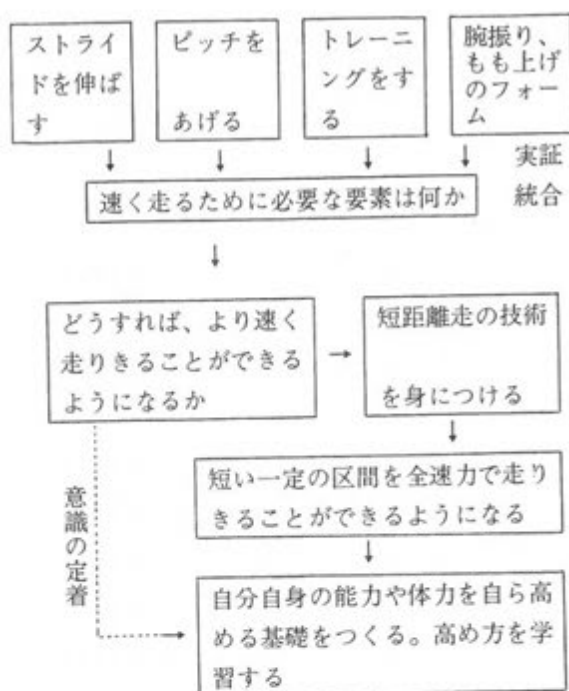 ストライ
ドを伸ば
す
ピッチを
あげる
トレーニ
ングをす
る
腕振り、
もも上げ
のフォー
ム
実証
統合
速く走るために必要な要素は何か
どうすれば、より速く
走りきることができる
ようになるか
短距離走の技術
を身につける
短い一定の区間を全速力で走り
きることができるようになる
意識の定着
自分自身の能力や体力を自ら高
める基礎をつくる。高め方を学
習する